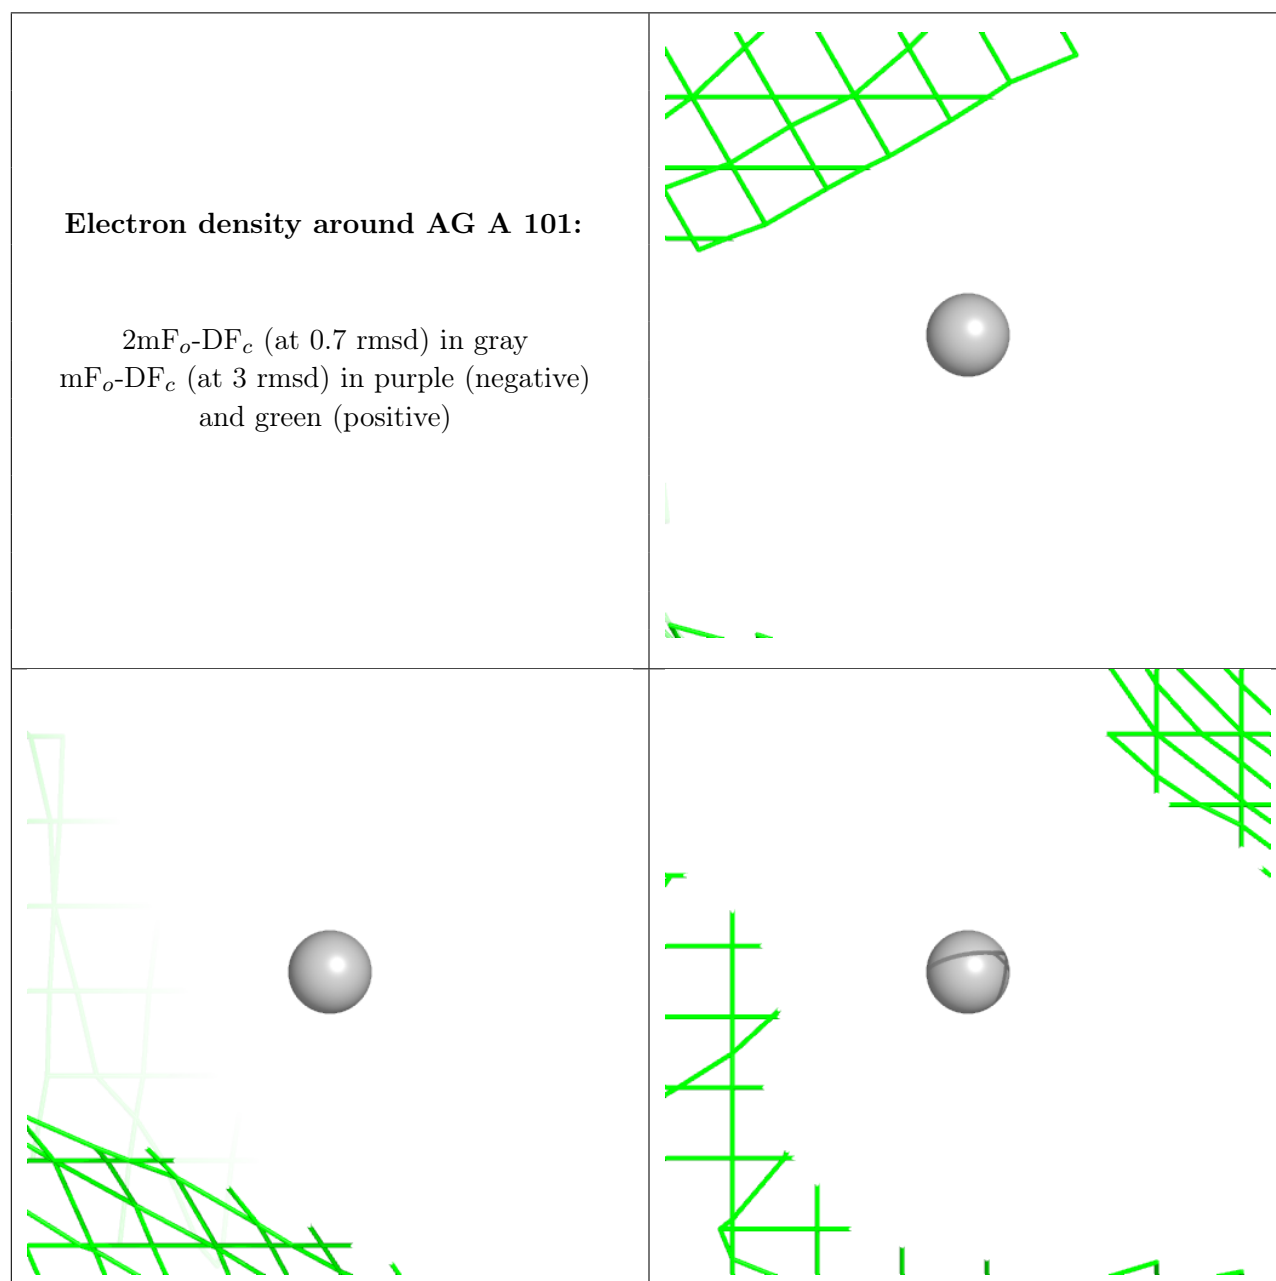 Electron density around AG A 101:
2mFₒ-DF𝒸 (at 0.7 rmsd) in gray
mFₒ-DF𝒸 (at 3 rmsd) in purple (negative)
and green (positive)